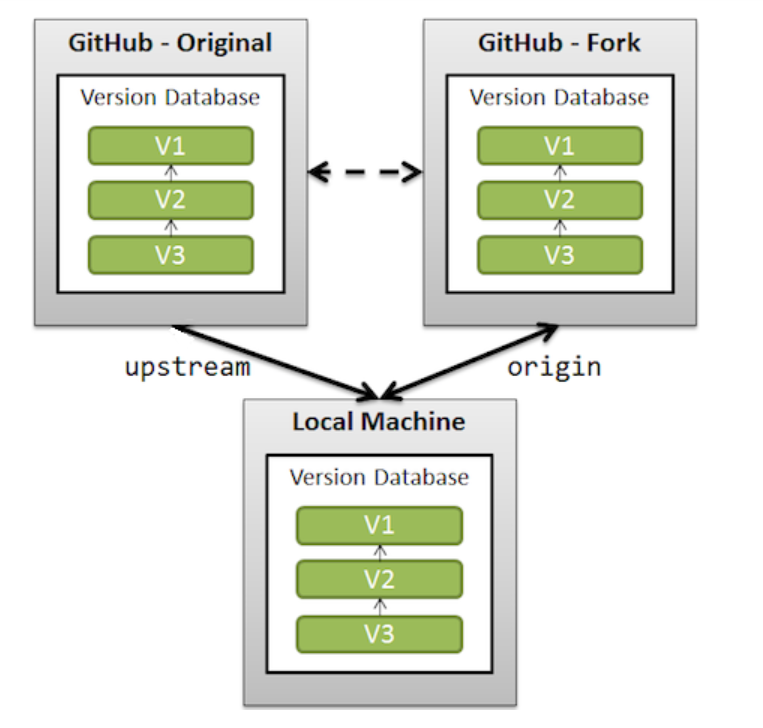 GitHub - Original
Version Database
V1
V2
V3
GitHub - Fork
Version Database
V1
V2
V3
upstream
origin
Local Machine
Version Database
V1
V2
V3